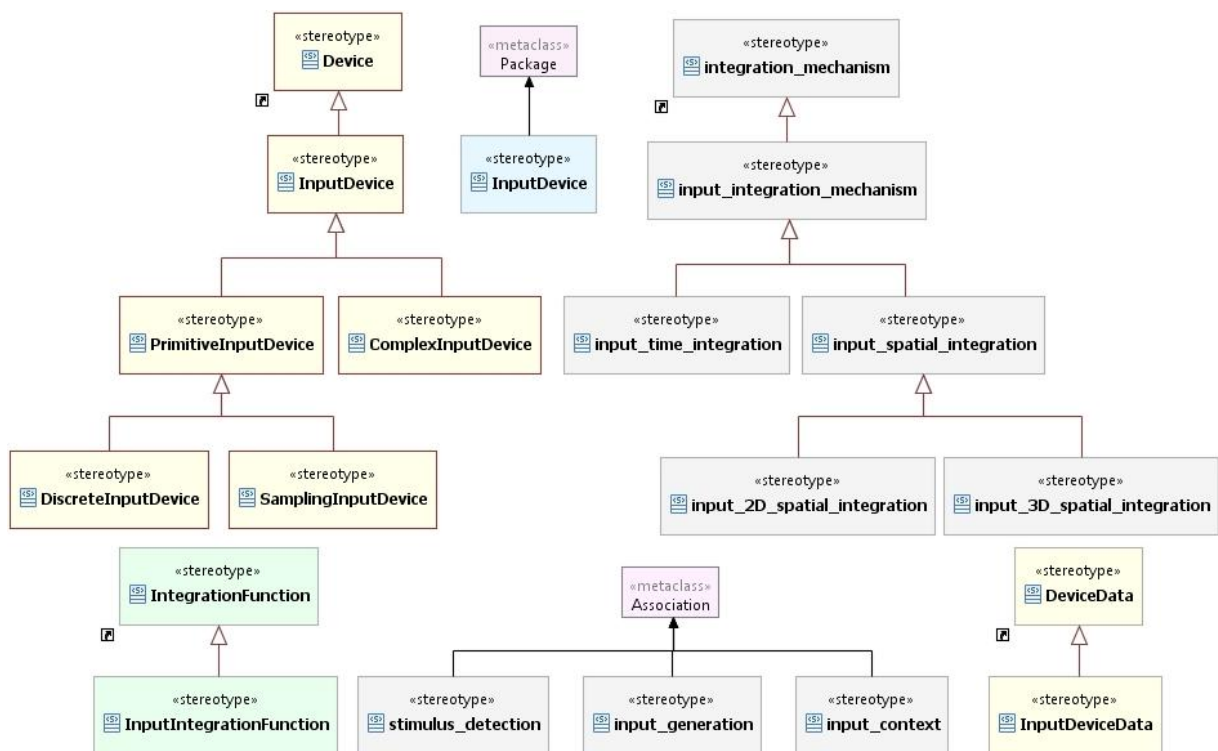 «stereotype»
Device
«metaclass»
Package
«stereotype»
integration_mechanism
«stereotype»
InputDevice
«stereotype»
InputDevice
«stereotype»
input_integration_mechanism
«stereotype»
PrimitiveInputDevice
«stereotype»
ComplexInputDevice
«stereotype»
input_time_integration
«stereotype»
input_spatial_integration
«stereotype»
DiscreteInputDevice
«stereotype»
SamplingInputDevice
«stereotype»
input_2D_spatial_integration
«stereotype»
input_3D_spatial_integration
«stereotype»
IntegrationFunction
«metaclass»
Association
«stereotype»
DeviceData
«stereotype»
InputIntegrationFunction
«stereotype»
stimulus_detection
«stereotype»
input_generation
«stereotype»
input_context
«stereotype»
InputDeviceData